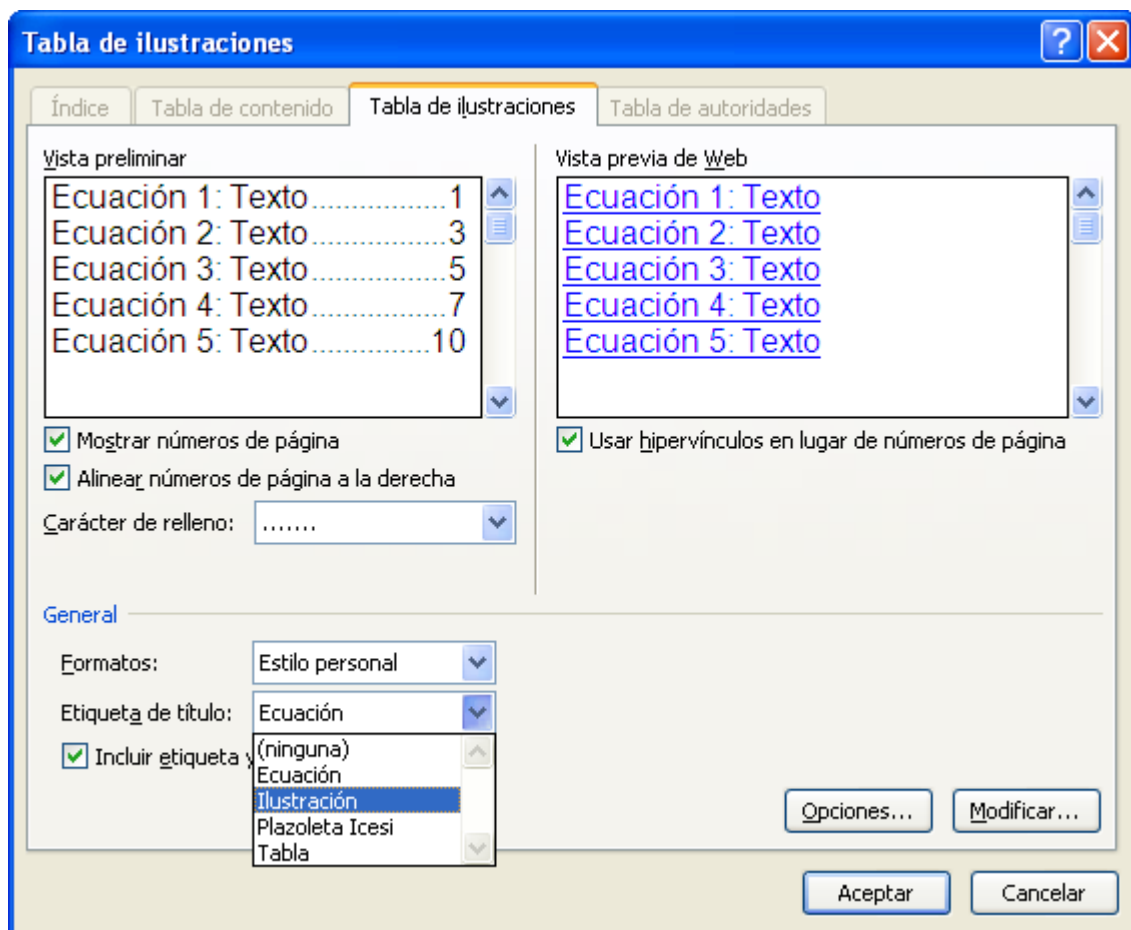 Tabla de ilustraciones
Índice Tabla de contenido Tabla de ilustraciones Tabla de autoridades
Vista preliminar
Ecuación 1: Texto................1
Ecuación 2: Texto................3
Ecuación 3: Texto................5
Ecuación 4: Texto................7
Ecuación 5: Texto..............10
Mostrar números de página
Alinear números de página a la derecha
Carácter de relleno: .......
Vista previa de Web
Ecuación 1: Texto
Ecuación 2: Texto
Ecuación 3: Texto
Ecuación 4: Texto
Ecuación 5: Texto
Usar hipervínculos en lugar de números de página
General
Formatos: Estilo personal
Etiqueta de título: Ecuación
Incluir etiqueta y
(ninguna)
Ecuación
Ilustración
Plazoleta Icesi
Tabla
Opciones... Modificar...
Aceptar Cancelar